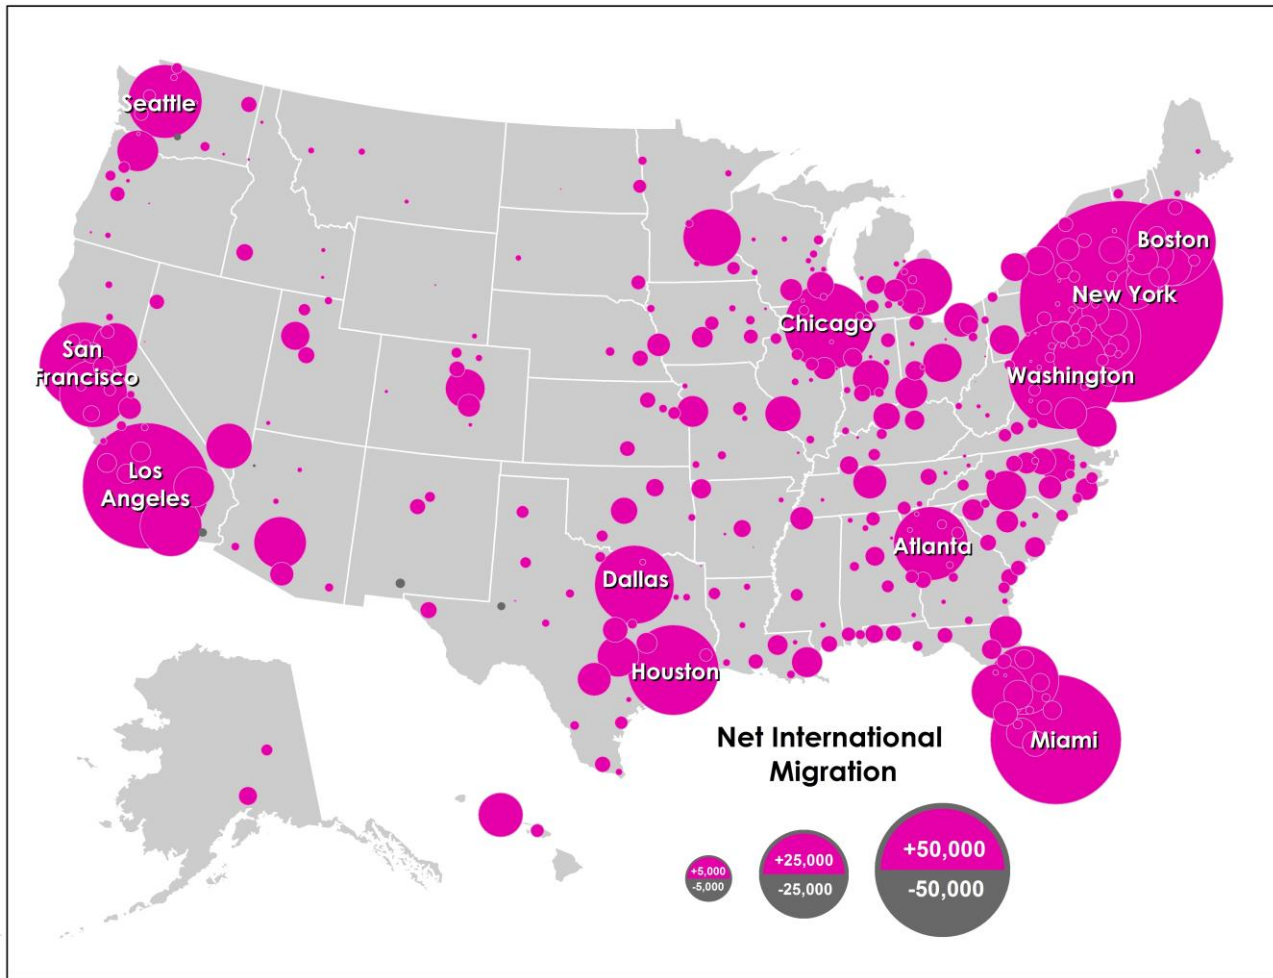 Seattle
Boston
New York
Chicago
San
Francisco
Washington
Los
Angeles
Atlanta
Dallas
Houston
Miami
Net International
Migration
+5,000
-5,000
+25,000
-25,000
+50,000
-50,000